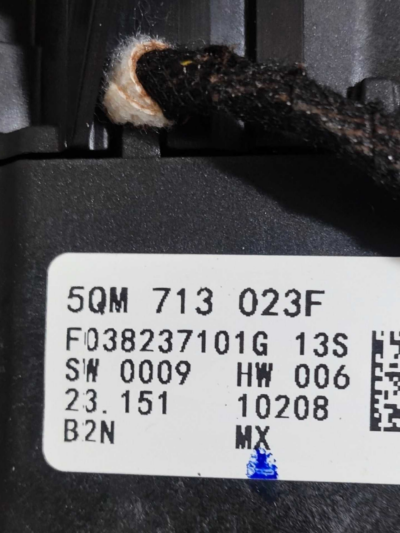 5QM 713 023F
F038237101G 13S
SW 0009 HW 006
23.151 10208
B2N MX